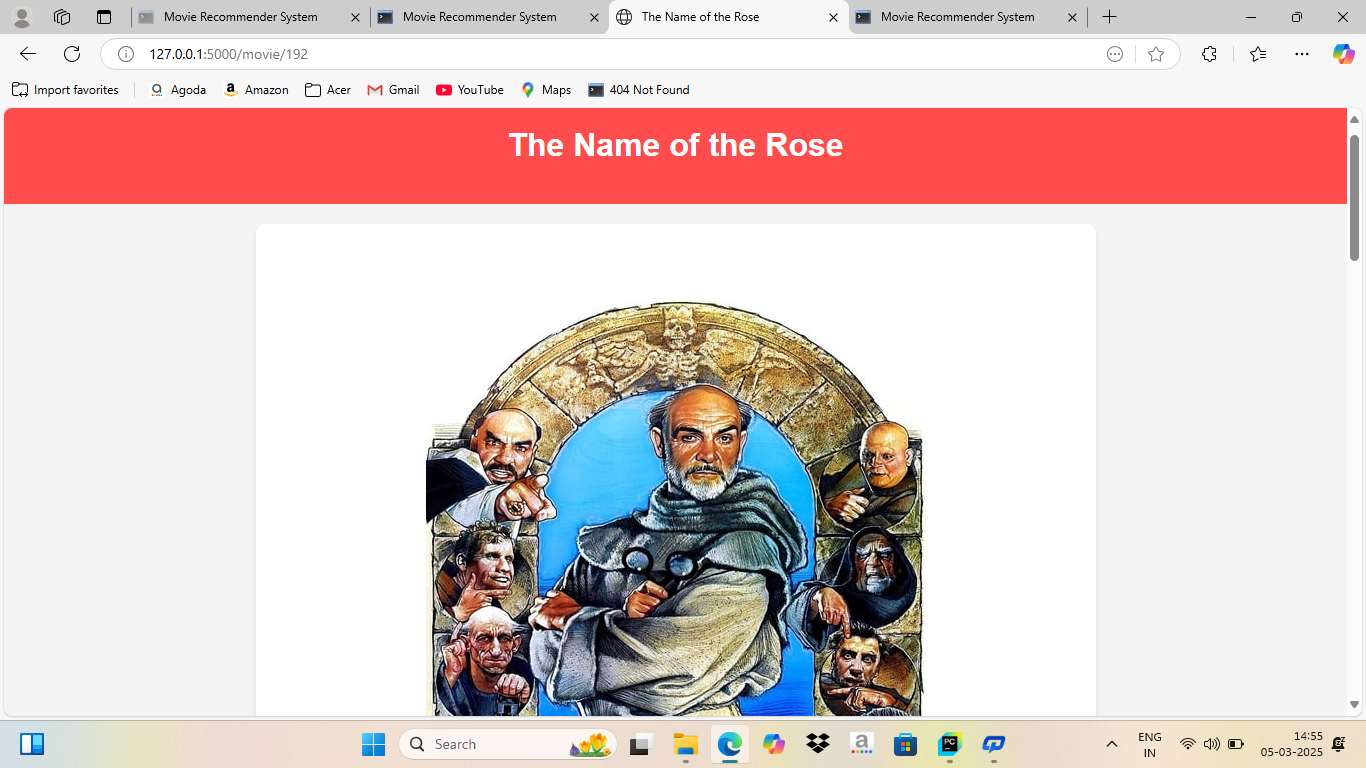 Movie Recommender System
Movie Recommender System
The Name of the Rose
Movie Recommender System
127.0.0.1:5000/movie/192
Import favorites
Agoda
Amazon
Acer
Gmail
YouTube
Maps
404 Not Found
The Name of the Rose
Search
ENG
IN
14:55
05-03-2025